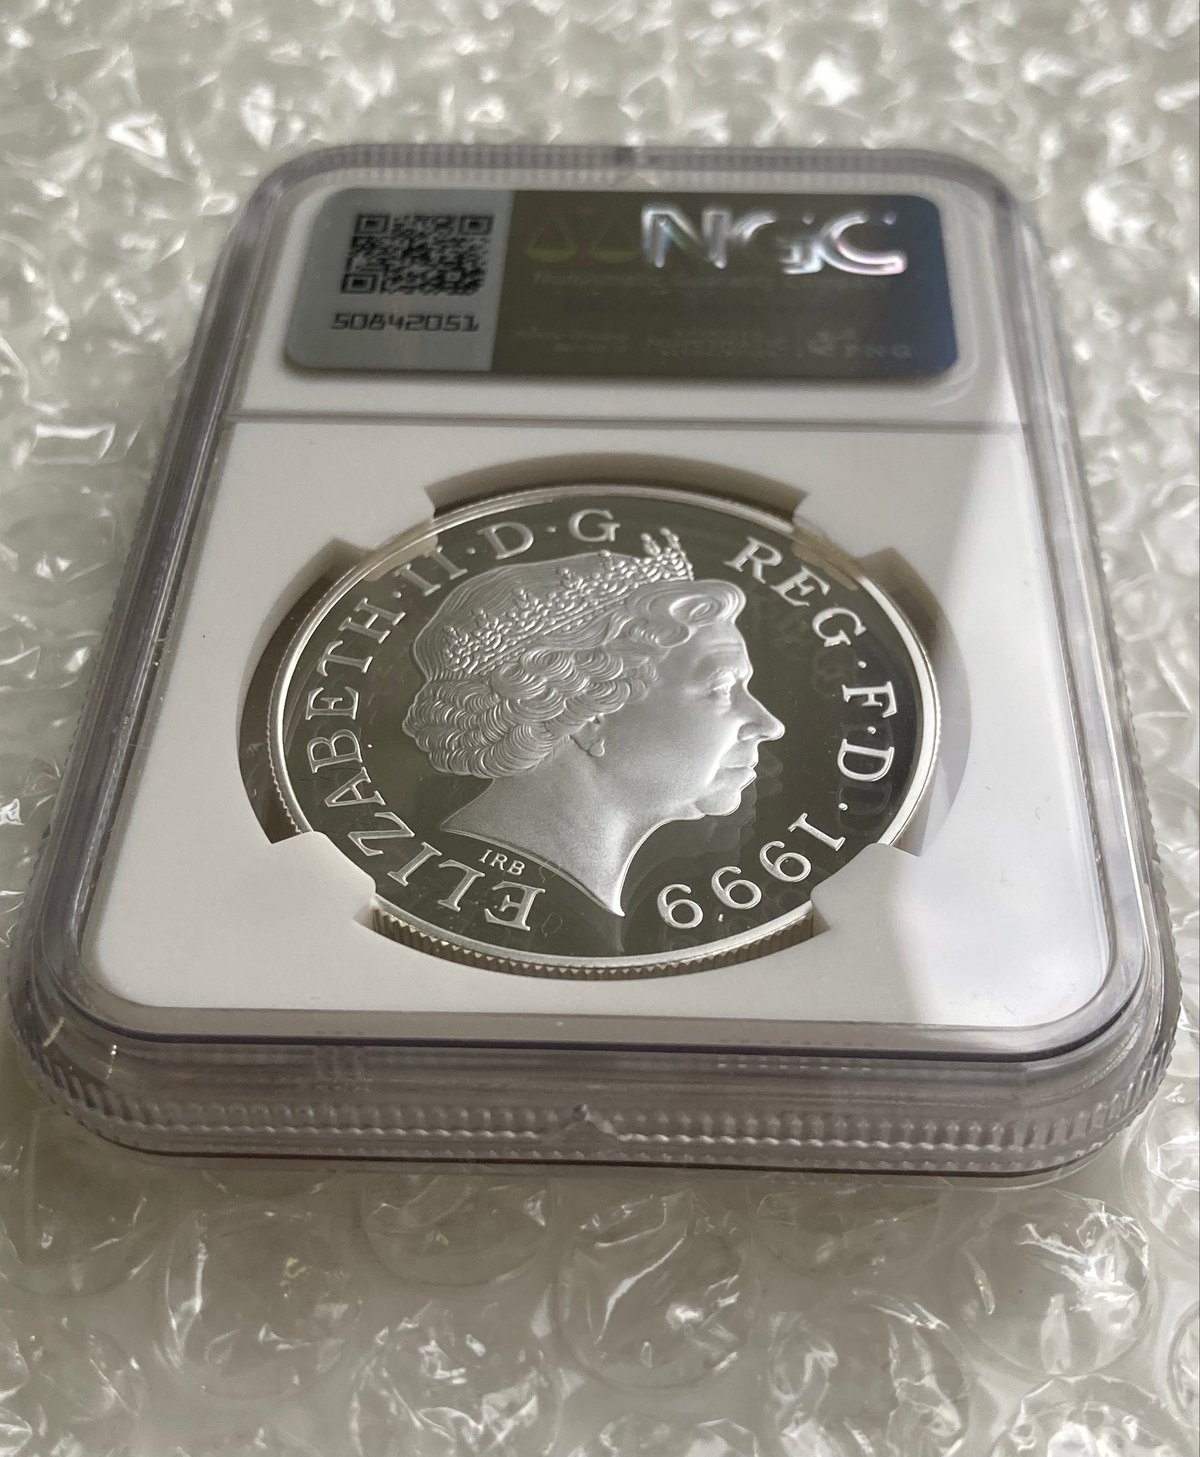 NGC
50842051
ELIZABETH·II·D·G REG·F·D·1999
IRB